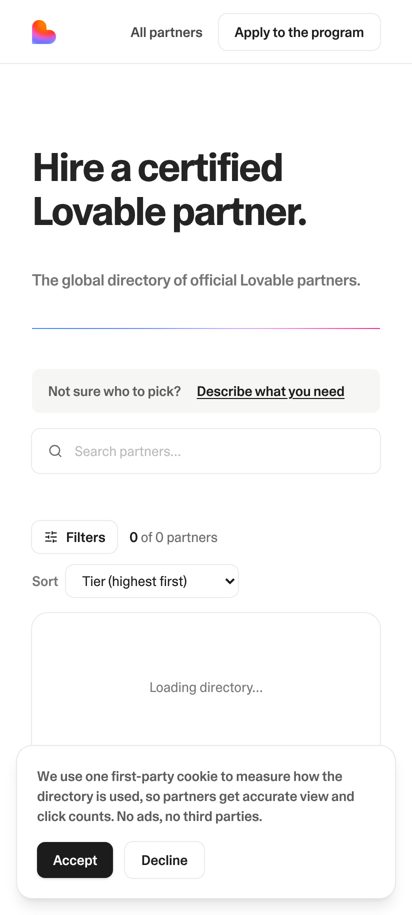 All partners
Apply to the program
Hire a certified
Lovable partner.
The global directory of official Lovable partners.
Not sure who to pick? Describe what you need
Search partners...
Filters
0 of 0 partners
Sort
Tier (highest first)
Loading directory...
We use one first-party cookie to measure how the
directory is used, so partners get accurate view and
click counts. No ads, no third parties.
Accept
Decline